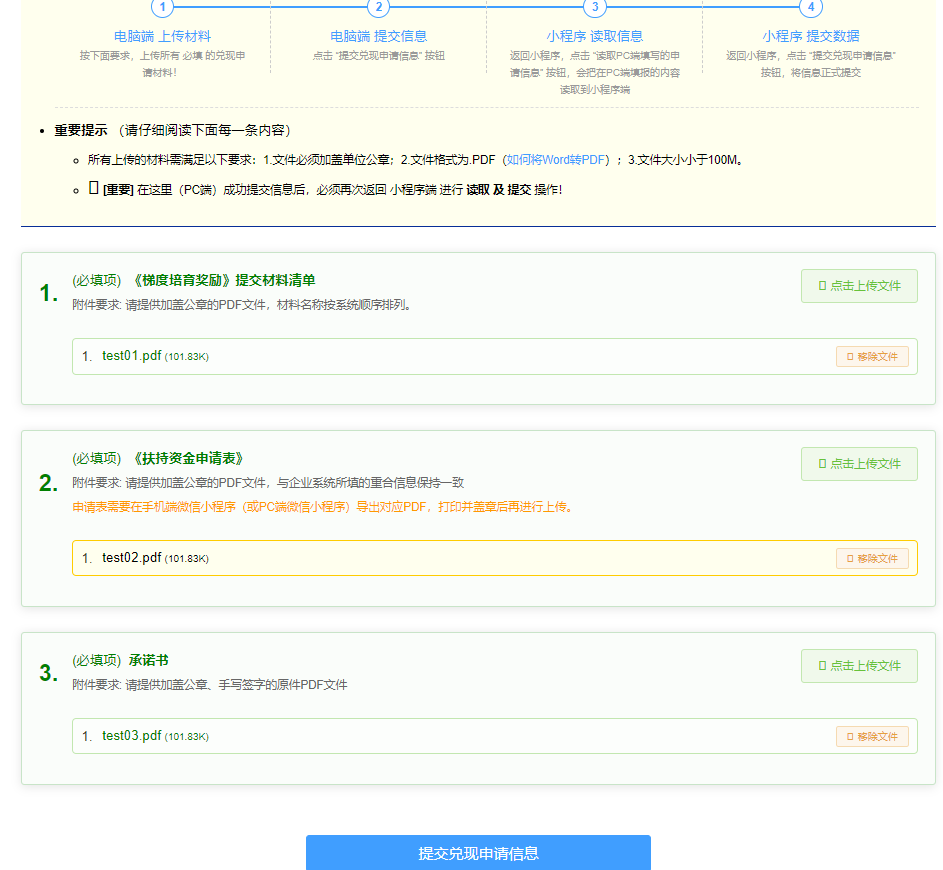 1
2
3
4
电脑端 上传材料
电脑端 提交信息
小程序 读取信息
小程序 提交数据
按下面要求，上传所有 必填 的兑现申
请材料！
点击 "提交兑现申请信息" 按钮
返回小程序，点击 "读取PC端填写的申
请信息" 按钮，会把在PC端填报的内容
读取到小程序端
返回小程序，点击 "提交兑现申请信息"
按钮，将信息正式提交
重要提示 （请仔细阅读下面每一条内容）
所有上传的材料需满足以下要求：1.文件必须加盖单位公章；2.文件格式为.PDF（如何将Word转PDF）；3.文件大小小于100M。
[重要] 在这里（PC端）成功提交信息后，必须再次返回 小程序端 进行 读取 及 提交 操作！
1.
(必填项) 《梯度培育奖励》提交材料清单
点击上传文件
附件要求: 请提供加盖公章的PDF文件，材料名称按系统顺序排列。
1. test01.pdf (101.83K)
移除文件
2.
(必填项) 《扶持资金申请表》
点击上传文件
附件要求: 请提供加盖公章的PDF文件，与企业系统所填的重合信息保持一致
申请表需要在手机端微信小程序（或PC端微信小程序）导出对应PDF，打印并盖章后再进行上传。
1. test02.pdf (101.83K)
移除文件
3.
(必填项) 承诺书
点击上传文件
附件要求: 请提供加盖公章、手写签字的原件PDF文件
1. test03.pdf (101.83K)
移除文件
提交兑现申请信息